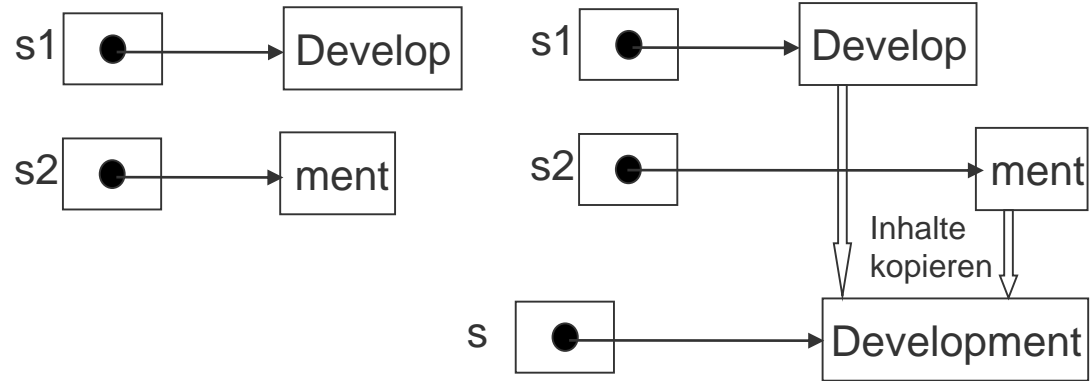 s1 Develop
s2 ment
s1 Develop
s2 ment
Inhalte
kopieren
s Development